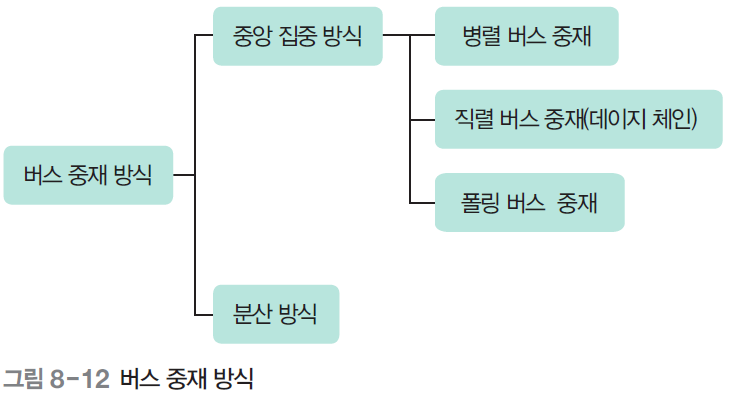 중앙 집중 방식
병렬 버스 중재
직렬 버스 중재(데이지 체인)
버스 중재 방식
폴링 버스 중재
분산 방식
그림 8-12 버스 중재 방식